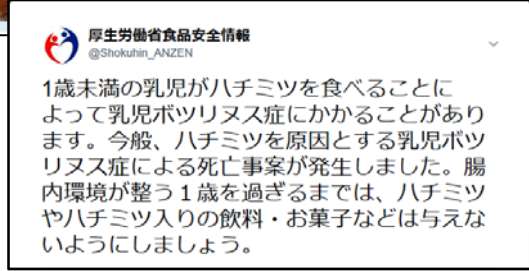 厚生労働省食品安全情報
@Shokuhin_ANZEN
1歳未満の乳児がハチミツを食べることに
よって乳児ボツリヌス症にかかることがあり
ます。今般、ハチミツを原因とする乳児ボツ
リヌス症による死亡事案が発生しました。腸
内環境が整う１歳を過ぎるまでは、ハチミツ
やハチミツ入りの飲料・お菓子などは与えな
いようにしましょう。